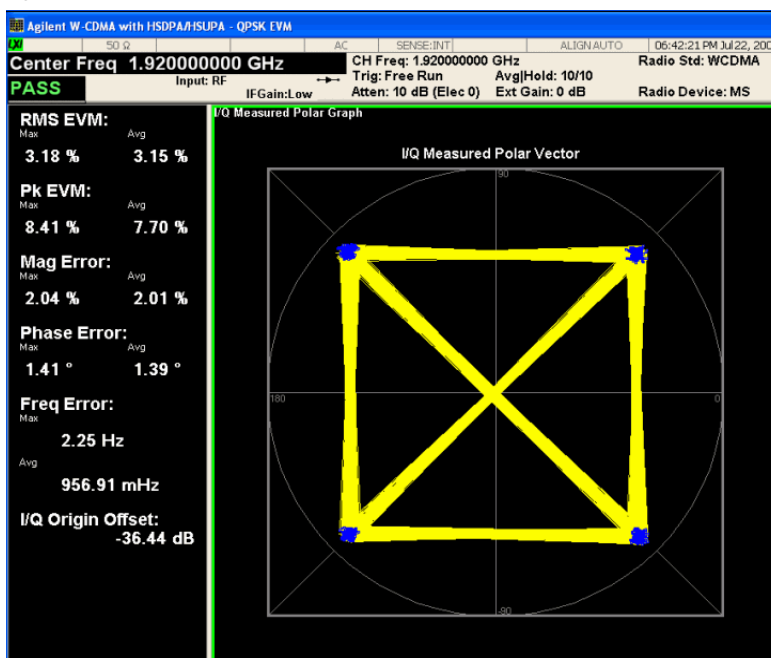 Agilent W-CDMA with HSDPA/HSUPA - QPSK EVM
LXI 50 Ω AC SENSE:INT ALIGN AUTO 06:42:21 PM Jul 22, 200
Center Freq 1.920000000 GHz
CH Freq: 1.920000000 GHz
Radio Std: WCDMA
PASS
Input: RF
Trig: Free Run
Avg|Hold: 10/10
IFGain:Low
Atten: 10 dB (Elec 0)
Ext Gain: 0 dB
Radio Device: MS
RMS EVM:
Max Avg
3.18 % 3.15 %
Pk EVM:
Max Avg
8.41 % 7.70 %
Mag Error:
Max Avg
2.04 % 2.01 %
Phase Error:
Max Avg
1.41 ° 1.39 °
Freq Error:
Max
2.25 Hz
Avg
956.91 mHz
I/Q Origin Offset:
-36.44 dB
I/Q Measured Polar Graph
I/Q Measured Polar Vector
90
180
0
-90